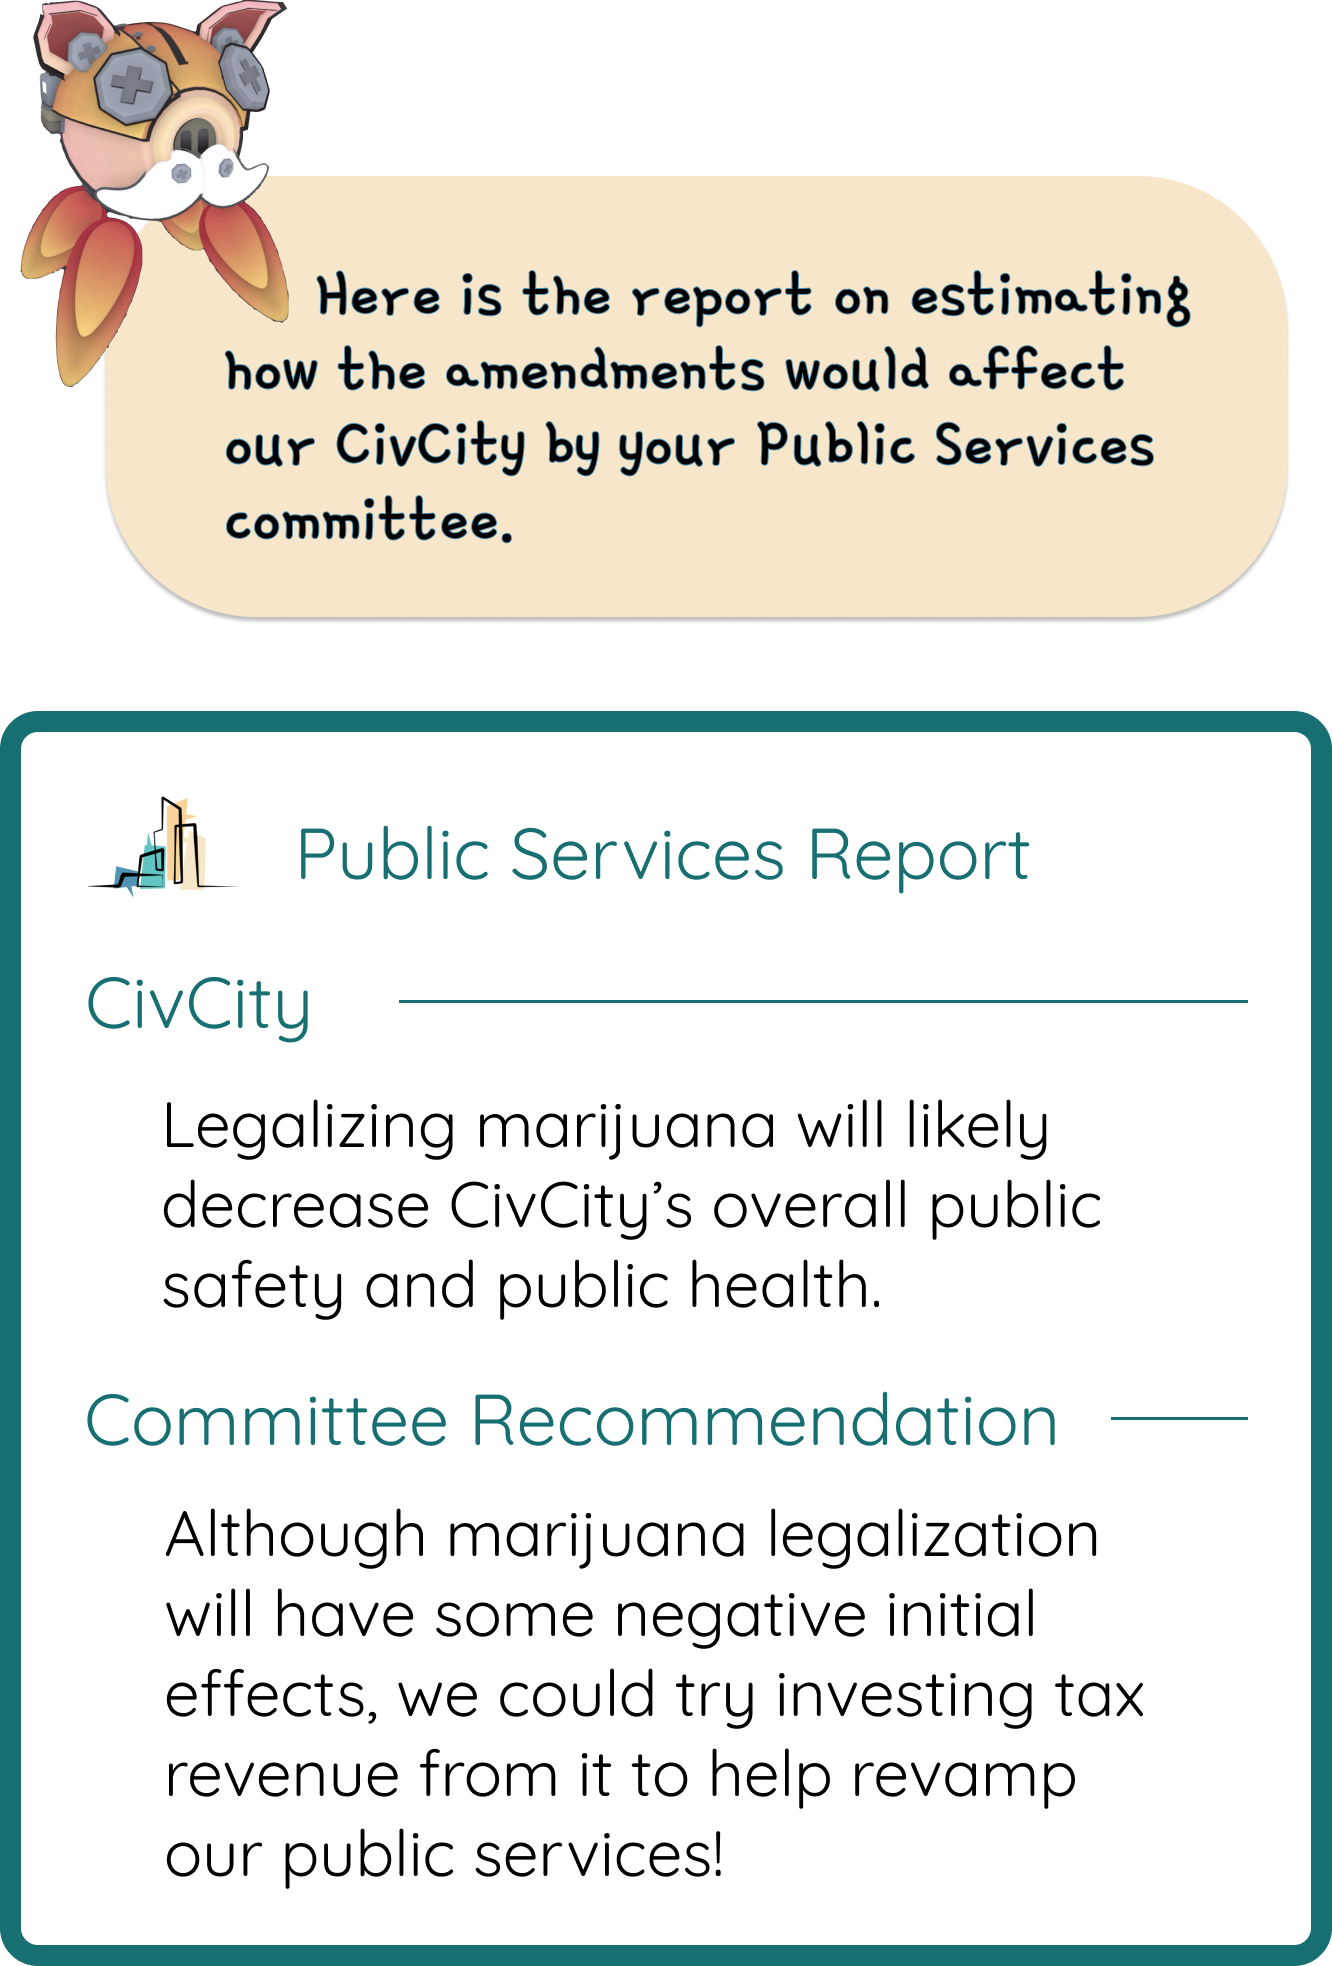 Here is the report on estimating
how the amendments would affect
our CivCity by your Public Services
committee.
Public Services Report
CivCity
Legalizing marijuana will likely
decrease CivCity’s overall public
safety and public health.
Committee Recommendation
Although marijuana legalization
will have some negative initial
effects, we could try investing tax
revenue from it to help revamp
our public services!